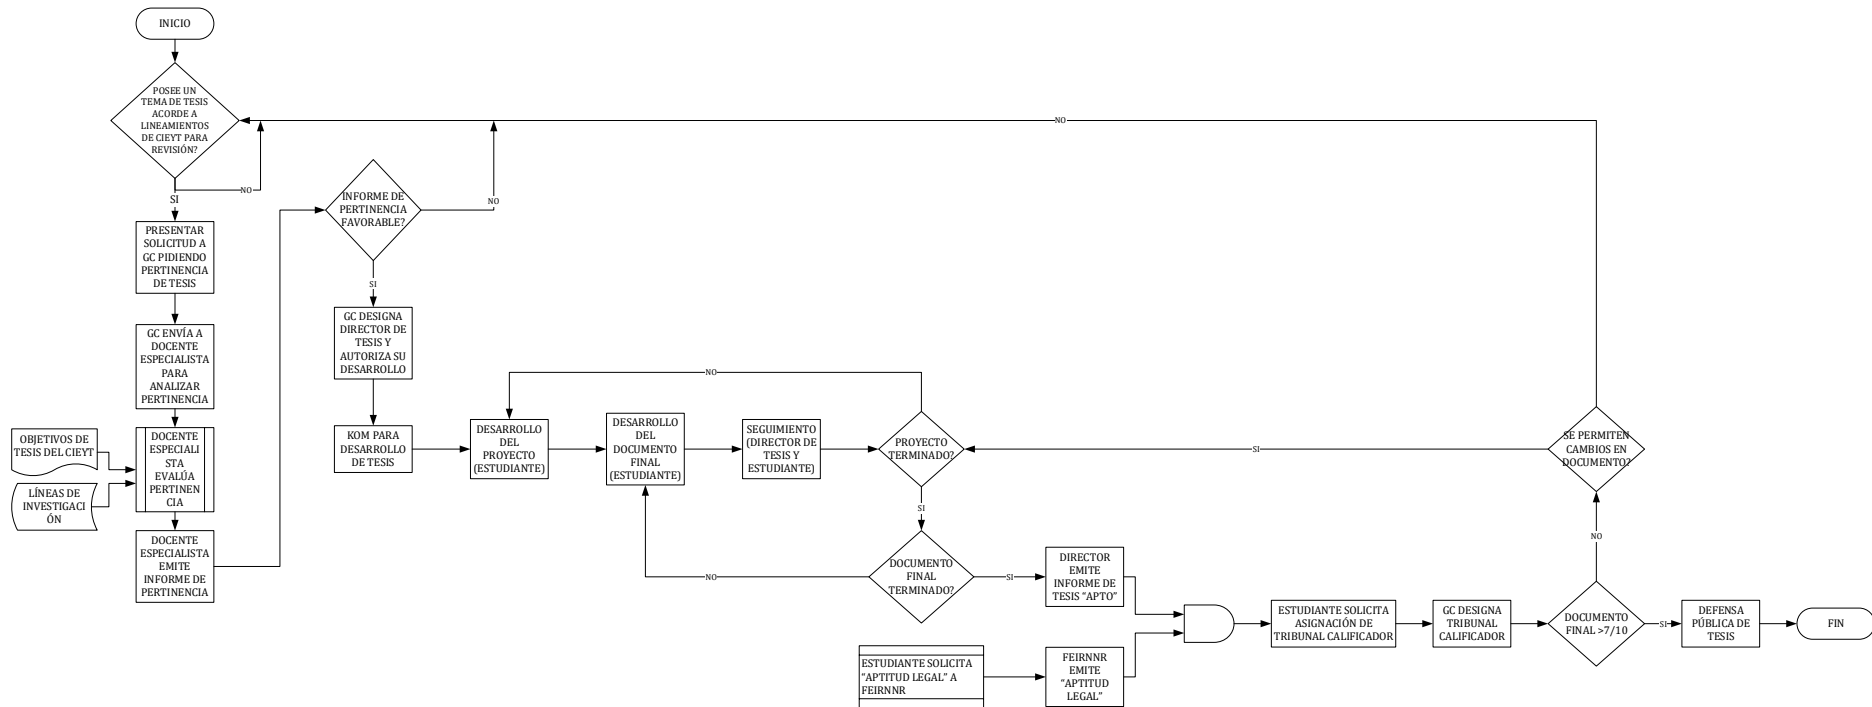 INICIO
POSEE UN
TEMA DE TESIS
ACORDE A
LINEAMIENTOS
DE CIEYT PARA
REVISIÓN?
NO
SI
PRESENTAR
SOLICITUD A
GC PIDIENDO
PERTINENCIA
DE TESIS
GC ENVÍA A
DOCENTE
ESPECIALISTA
PARA
ANALIZAR
PERTINENCIA
OBJETIVOS DE
TESIS DEL CIEYT
LÍNEAS DE
INVESTIGACI
ÓN
DOCENTE
ESPECIALI
STA
EVALÚA
PERTINEN
CIA
DOCENTE
ESPECIALISTA
EMITE
INFORME DE
PERTINENCIA
INFORME DE
PERTINENCIA
FAVORABLE?
NO
SI
GC DESIGNA
DIRECTOR DE
TESIS Y
AUTORIZA SU
DESARROLLO
KOM PARA
DESARROLLO
DE TESIS
DESARROLLO
DEL
PROYECTO
(ESTUDIANTE)
DESARROLLO
DEL
DOCUMENTO
FINAL
(ESTUDIANTE)
SEGUIMIENTO
(DIRECTOR DE
TESIS Y
ESTUDIANTE)
PROYECTO
TERMINADO?
NO
SI
DOCUMENTO
FINAL
TERMINADO?
NO
SI
DIRECTOR
EMITE
INFORME DE
TESIS "APTO"
ESTUDIANTE SOLICITA
"APTITUD LEGAL" A
FEIRNNR
FEIRNNR
EMITE
"APTITUD
LEGAL"
ESTUDIANTE SOLICITA
ASIGNACIÓN DE
TRIBUNAL CALIFICADOR
GC DESIGNA
TRIBUNAL
CALIFICADOR
DOCUMENTO
FINAL >7/10
NO
SI
SE PERMITEN
CAMBIOS EN
DOCUMENTO?
SI
NO
DEFENSA
PÚBLICA DE
TESIS
FIN